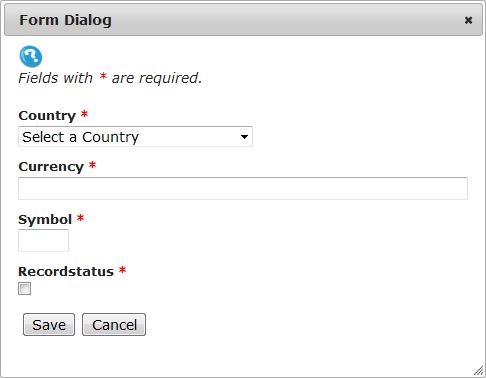 Form Dialog
Fields with * are required.
Country *
Select a Country
Currency *
Symbol *
Recordstatus *
Save Cancel